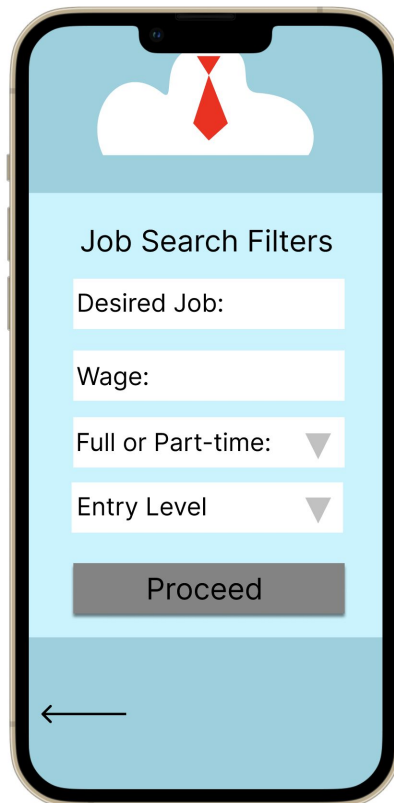 Job Search Filters
Desired Job:
Wage:
Full or Part-time:
Entry Level
Proceed